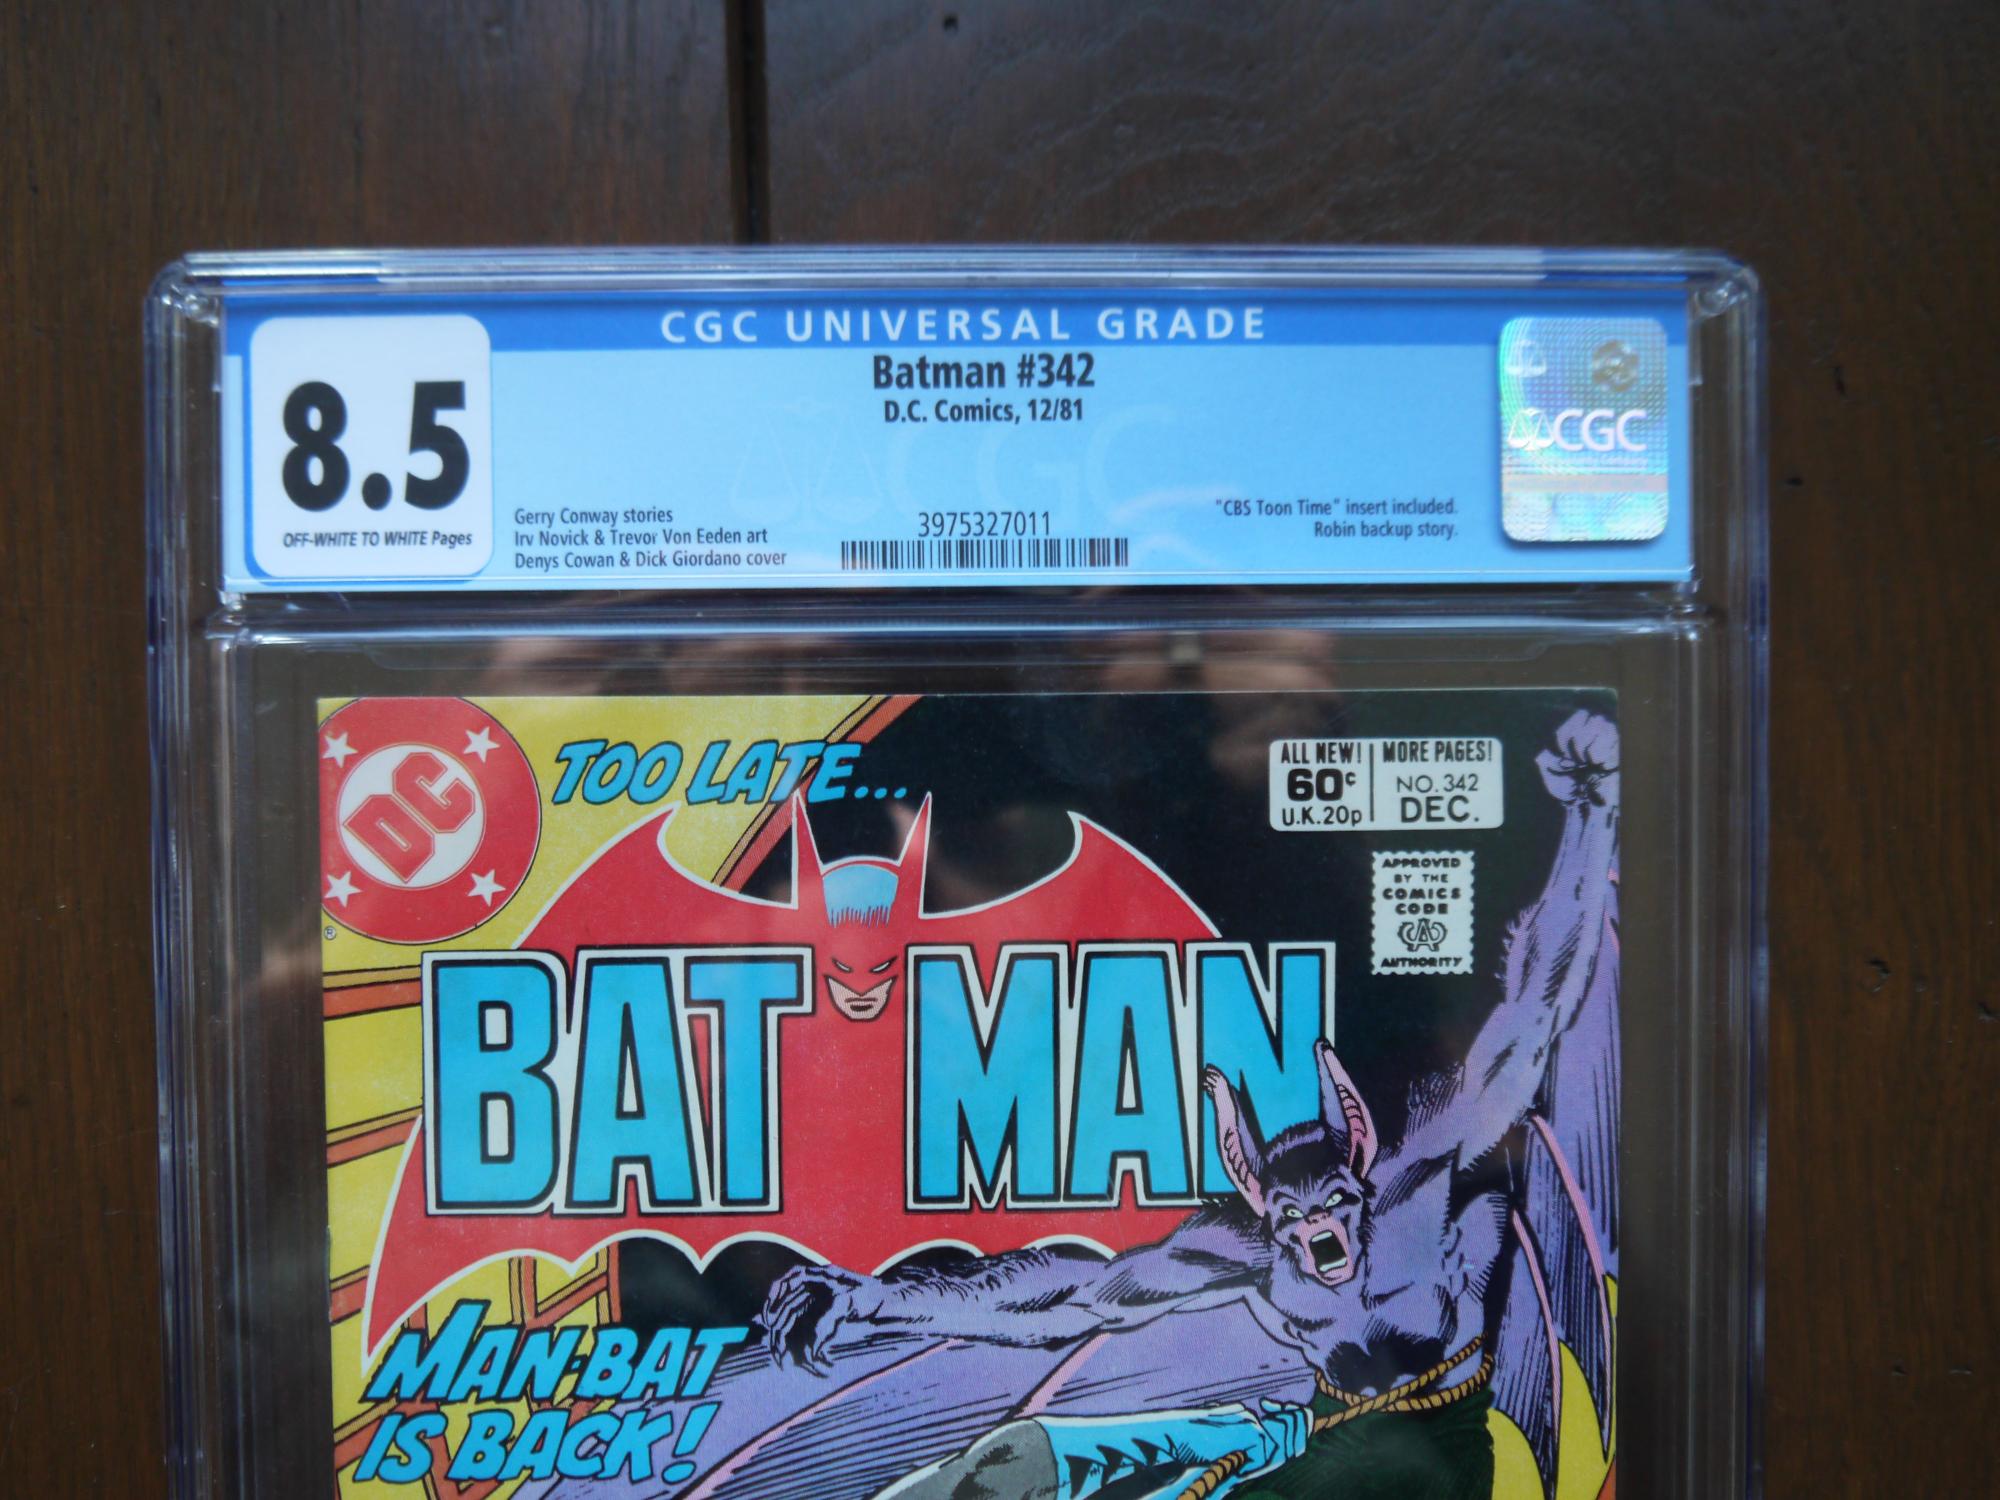 CGC UNIVERSAL GRADE
8.5
OFF-WHITE TO WHITE Pages
Batman #342
D.C. Comics, 12/81
Gerry Conway stories
Irv Novick & Trevor Von Eeden art
Denys Cowan & Dick Giordano cover
3975327011
"CBS Toon Time" insert included.
Robin backup story.
CGC
DC
®
TOO LATE...
ALL NEW!
60¢
U.K.20p
MORE PAGES!
NO.342
DEC.
APPROVED
BY THE
COMICS
CODE
CA
AUTHORITY
BATMAN
MAN-BAT
IS BACK!